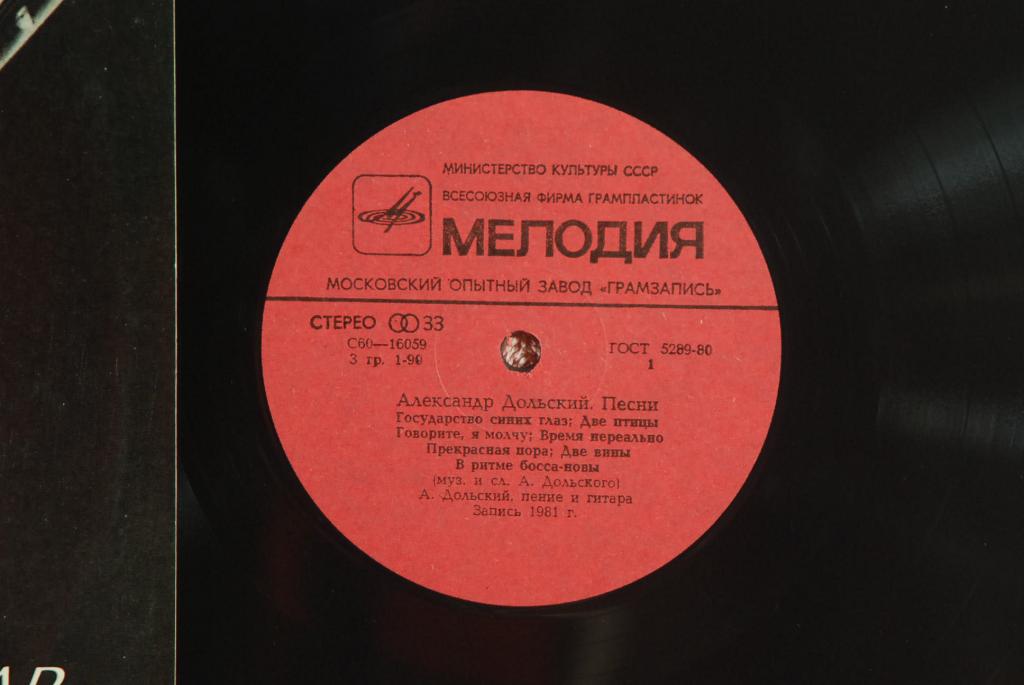 МИНИСТЕРСТВО КУЛЬТУРЫ СССР
ВСЕСОЮЗНАЯ ФИРМА ГРАМПЛАСТИНОК
МЕЛОДИЯ
МОСКОВСКИЙ ОПЫТНЫЙ ЗАВОД «ГРАМЗАПИСЬ»
СТЕРЕО 33
С60—16059
3 гр. 1-90
ГОСТ 5289-80
1
Александр Дольский. Песни
Государство синих глаз; Две птицы
Говорите, я молчу; Время нереально
Прекрасная пора; Две вины
В ритме босса-новы
(муз. и сл. А. Дольского)
А. Дольский, пение и гитара
Запись 1981 г.